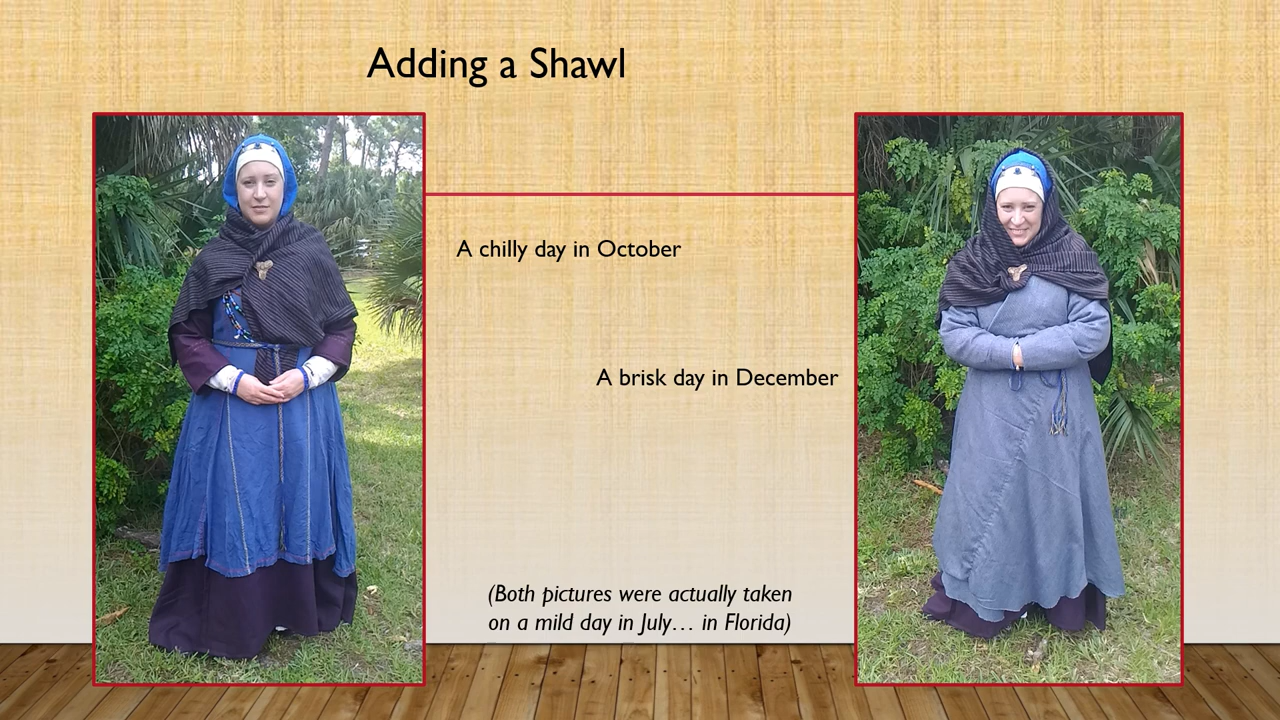 Adding a Shawl
A chilly day in October
A brisk day in December
(Both pictures were actually taken
on a mild day in July… in Florida)